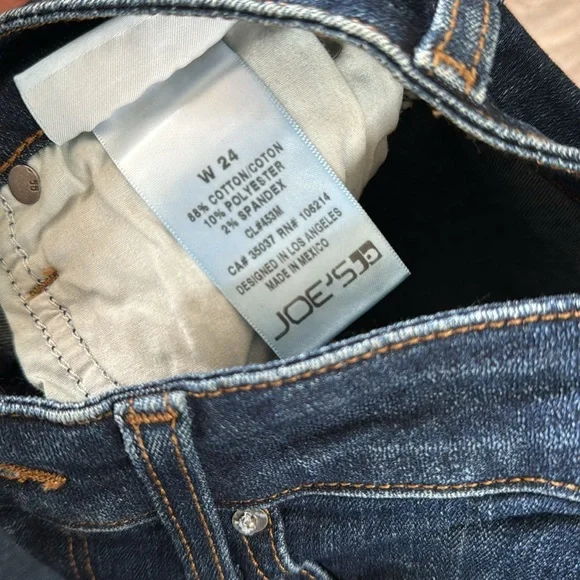 W 24
88% COTTON/COTON
10% POLYESTER
2% SPANDEX
CL#453M
CA# 35037 RN# 106214
DESIGNED IN LOS ANGELES
MADE IN MEXICO
JOE'S